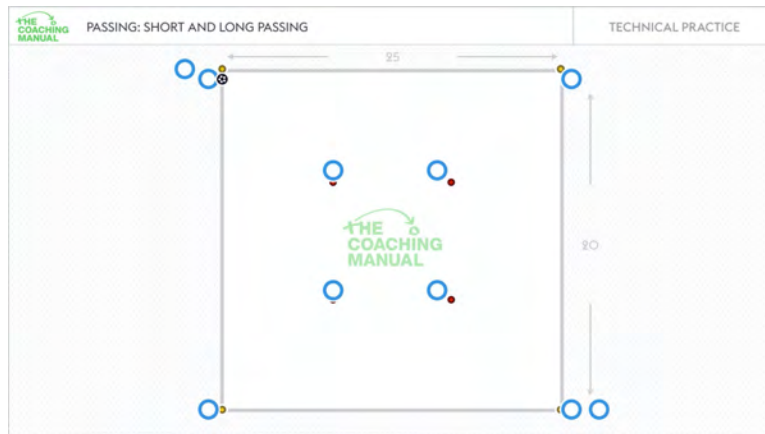 THE
COACHING
MANUAL
PASSING: SHORT AND LONG PASSING
TECHNICAL PRACTICE
25
20
THE
COACHING
MANUAL